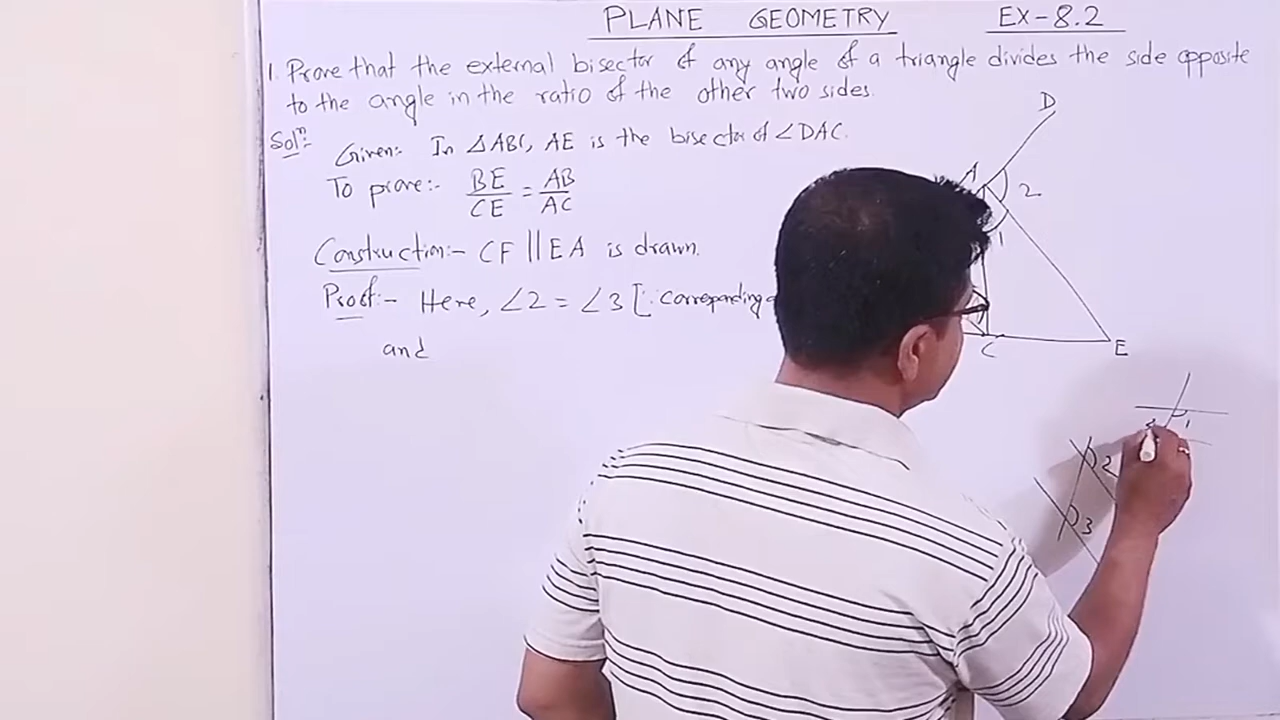 PLANE GEOMETRY EX-8.2
1. Prove that the external bisector of any angle of a triangle divides the side opposite
to the angle in the ratio of the other two sides.
Solⁿ:- Given:- In △ABC, AE is the bisector of ∠DAC.
To prove:- BE/CE = AB/AC
Construction:- CF || EA is drawn.
Proof:- Here, ∠2 = ∠3 [∵ corresponding
and
D
A
2
1
C
E
1
2
3